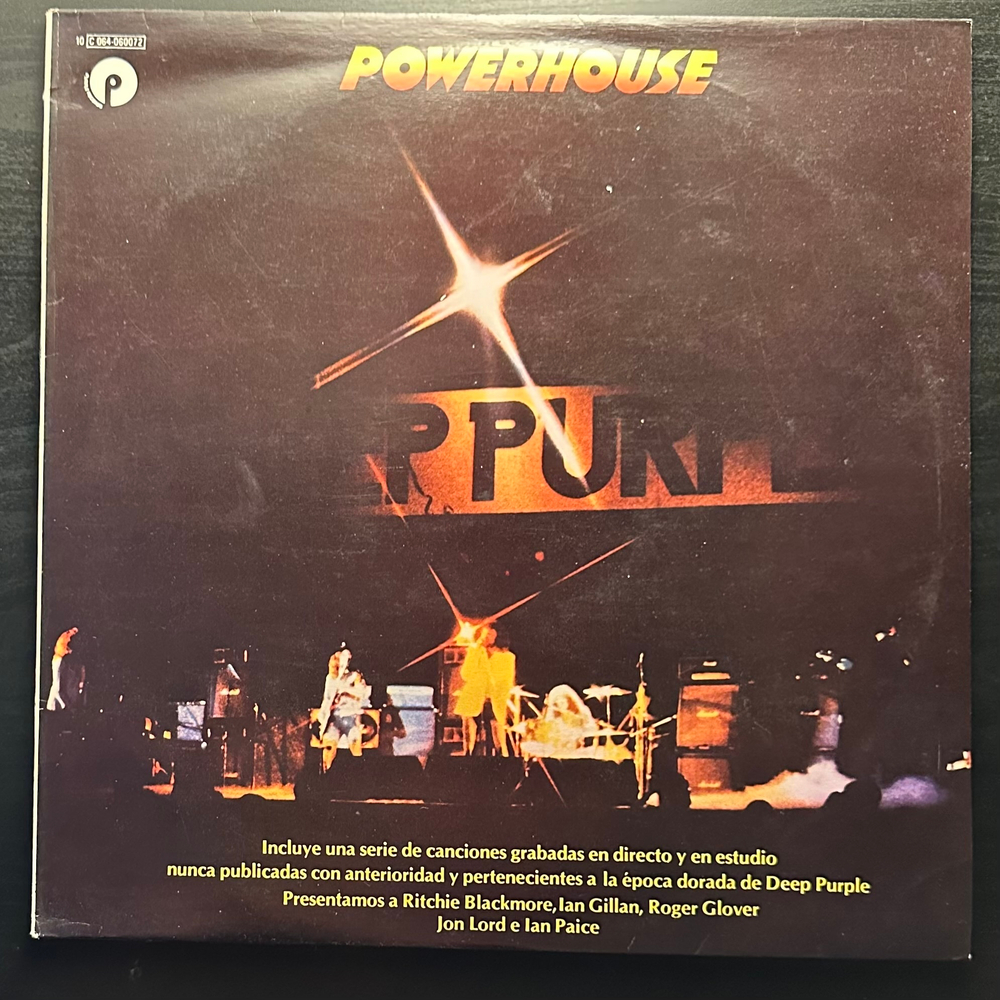 10 C 064-060072
POWERHOUSE
P PURPL
Incluye una serie de canciones grabadas en directo y en estudio
nunca publicadas con anterioridad y pertenecientes a la época dorada de Deep Purple
Presentamos a Ritchie Blackmore, Ian Gillan, Roger Glover
Jon Lord e Ian Paice